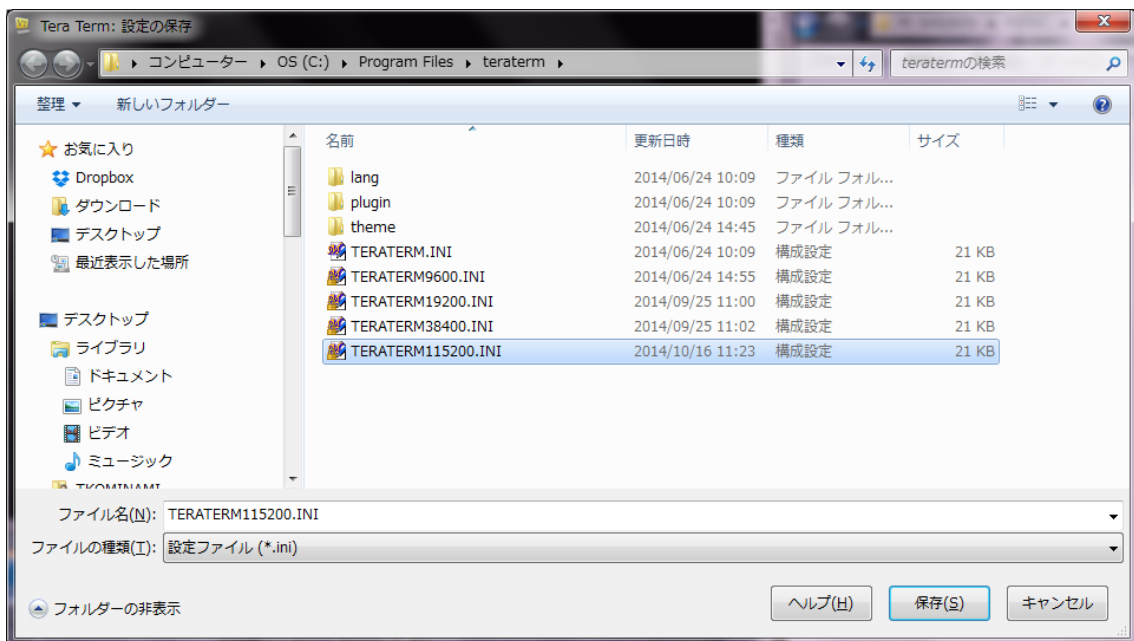 Tera Term: 設定の保存
コンピューター OS (C:) Program Files teraterm
teratermの検索
整理 新しいフォルダー
お気に入り
Dropbox
ダウンロード
デスクトップ
最近表示した場所
デスクトップ
ライブラリ
ドキュメント
ピクチャ
ビデオ
ミュージック
TKOMINAMI
名前 更新日時 種類 サイズ
lang 2014/06/24 10:09 ファイル フォル...
plugin 2014/06/24 10:09 ファイル フォル...
theme 2014/06/24 14:45 ファイル フォル...
TERATERM.INI 2014/06/24 10:09 構成設定 21 KB
TERATERM9600.INI 2014/06/24 14:55 構成設定 21 KB
TERATERM19200.INI 2014/09/25 11:00 構成設定 21 KB
TERATERM38400.INI 2014/09/25 11:02 構成設定 21 KB
TERATERM115200.INI 2014/10/16 11:23 構成設定 21 KB
ファイル名(N): TERATERM115200.INI
ファイルの種類(T): 設定ファイル (*.ini)
フォルダーの非表示
ヘルプ(H) 保存(S) キャンセル